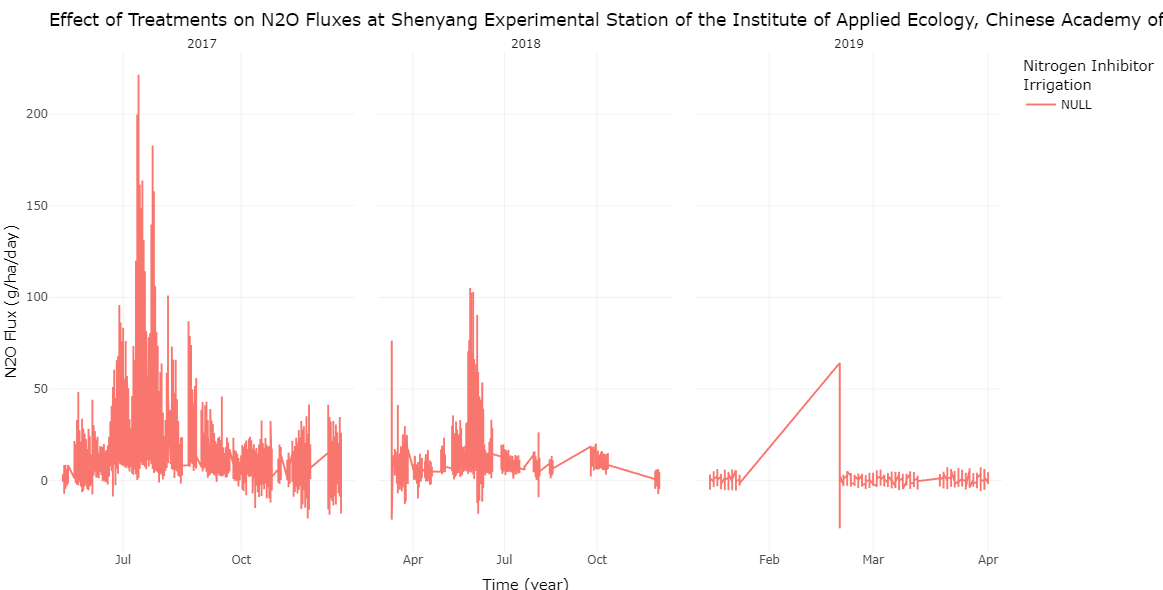 Effect of Treatments on N2O Fluxes at Shenyang Experimental Station of the Institute of Applied Ecology, Chinese Academy of
2017
2018
2019
Nitrogen Inhibitor
Irrigation
NULL
N2O Flux (g/ha/day)
200
150
100
50
0
Jul
Oct
Apr
Jul
Oct
Feb
Mar
Apr
Time (year)